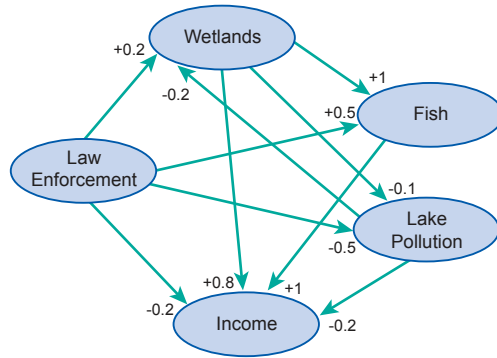 Wetlands
+0.2
-0.2
+1
+0.5
Fish
Law
Enforcement
-0.1
Lake
Pollution
-0.5
+0.8
+1
-0.2
Income
-0.2